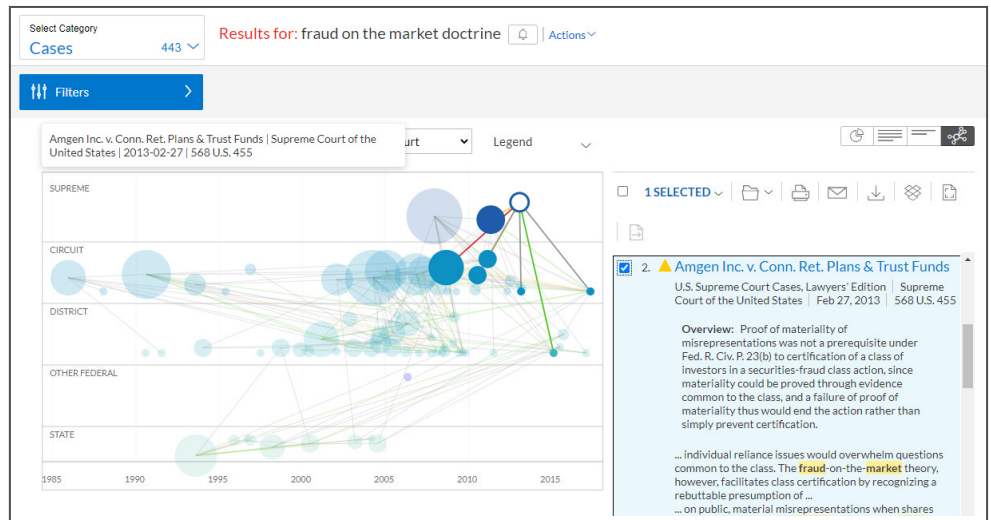 Select Category
Cases 443
Results for: fraud on the market doctrine
Actions
Filters
Amgen Inc. v. Conn. Ret. Plans & Trust Funds | Supreme Court of the
United States | 2013-02-27 | 568 U.S. 455
urt
Legend
SUPREME
CIRCUIT
DISTRICT
OTHER FEDERAL
STATE
1985 1990 1995 2000 2005 2010 2015
1 SELECTED
2. Amgen Inc. v. Conn. Ret. Plans & Trust Funds
U.S. Supreme Court Cases, Lawyers' Edition | Supreme
Court of the United States | Feb 27, 2013 | 568 U.S. 455
Overview: Proof of materiality of
misrepresentations was not a prerequisite under
Fed. R. Civ. P. 23(b) to certification of a class of
investors in a securities-fraud class action, since
materiality could be proved through evidence
common to the class, and a failure of proof of
materiality thus would end the action rather than
simply prevent certification.
... individual reliance issues would overwhelm questions
common to the class. The fraud-on-the-market theory,
however, facilitates class certification by recognizing a
rebuttable presumption of ...
... on public, material misrepresentations when shares